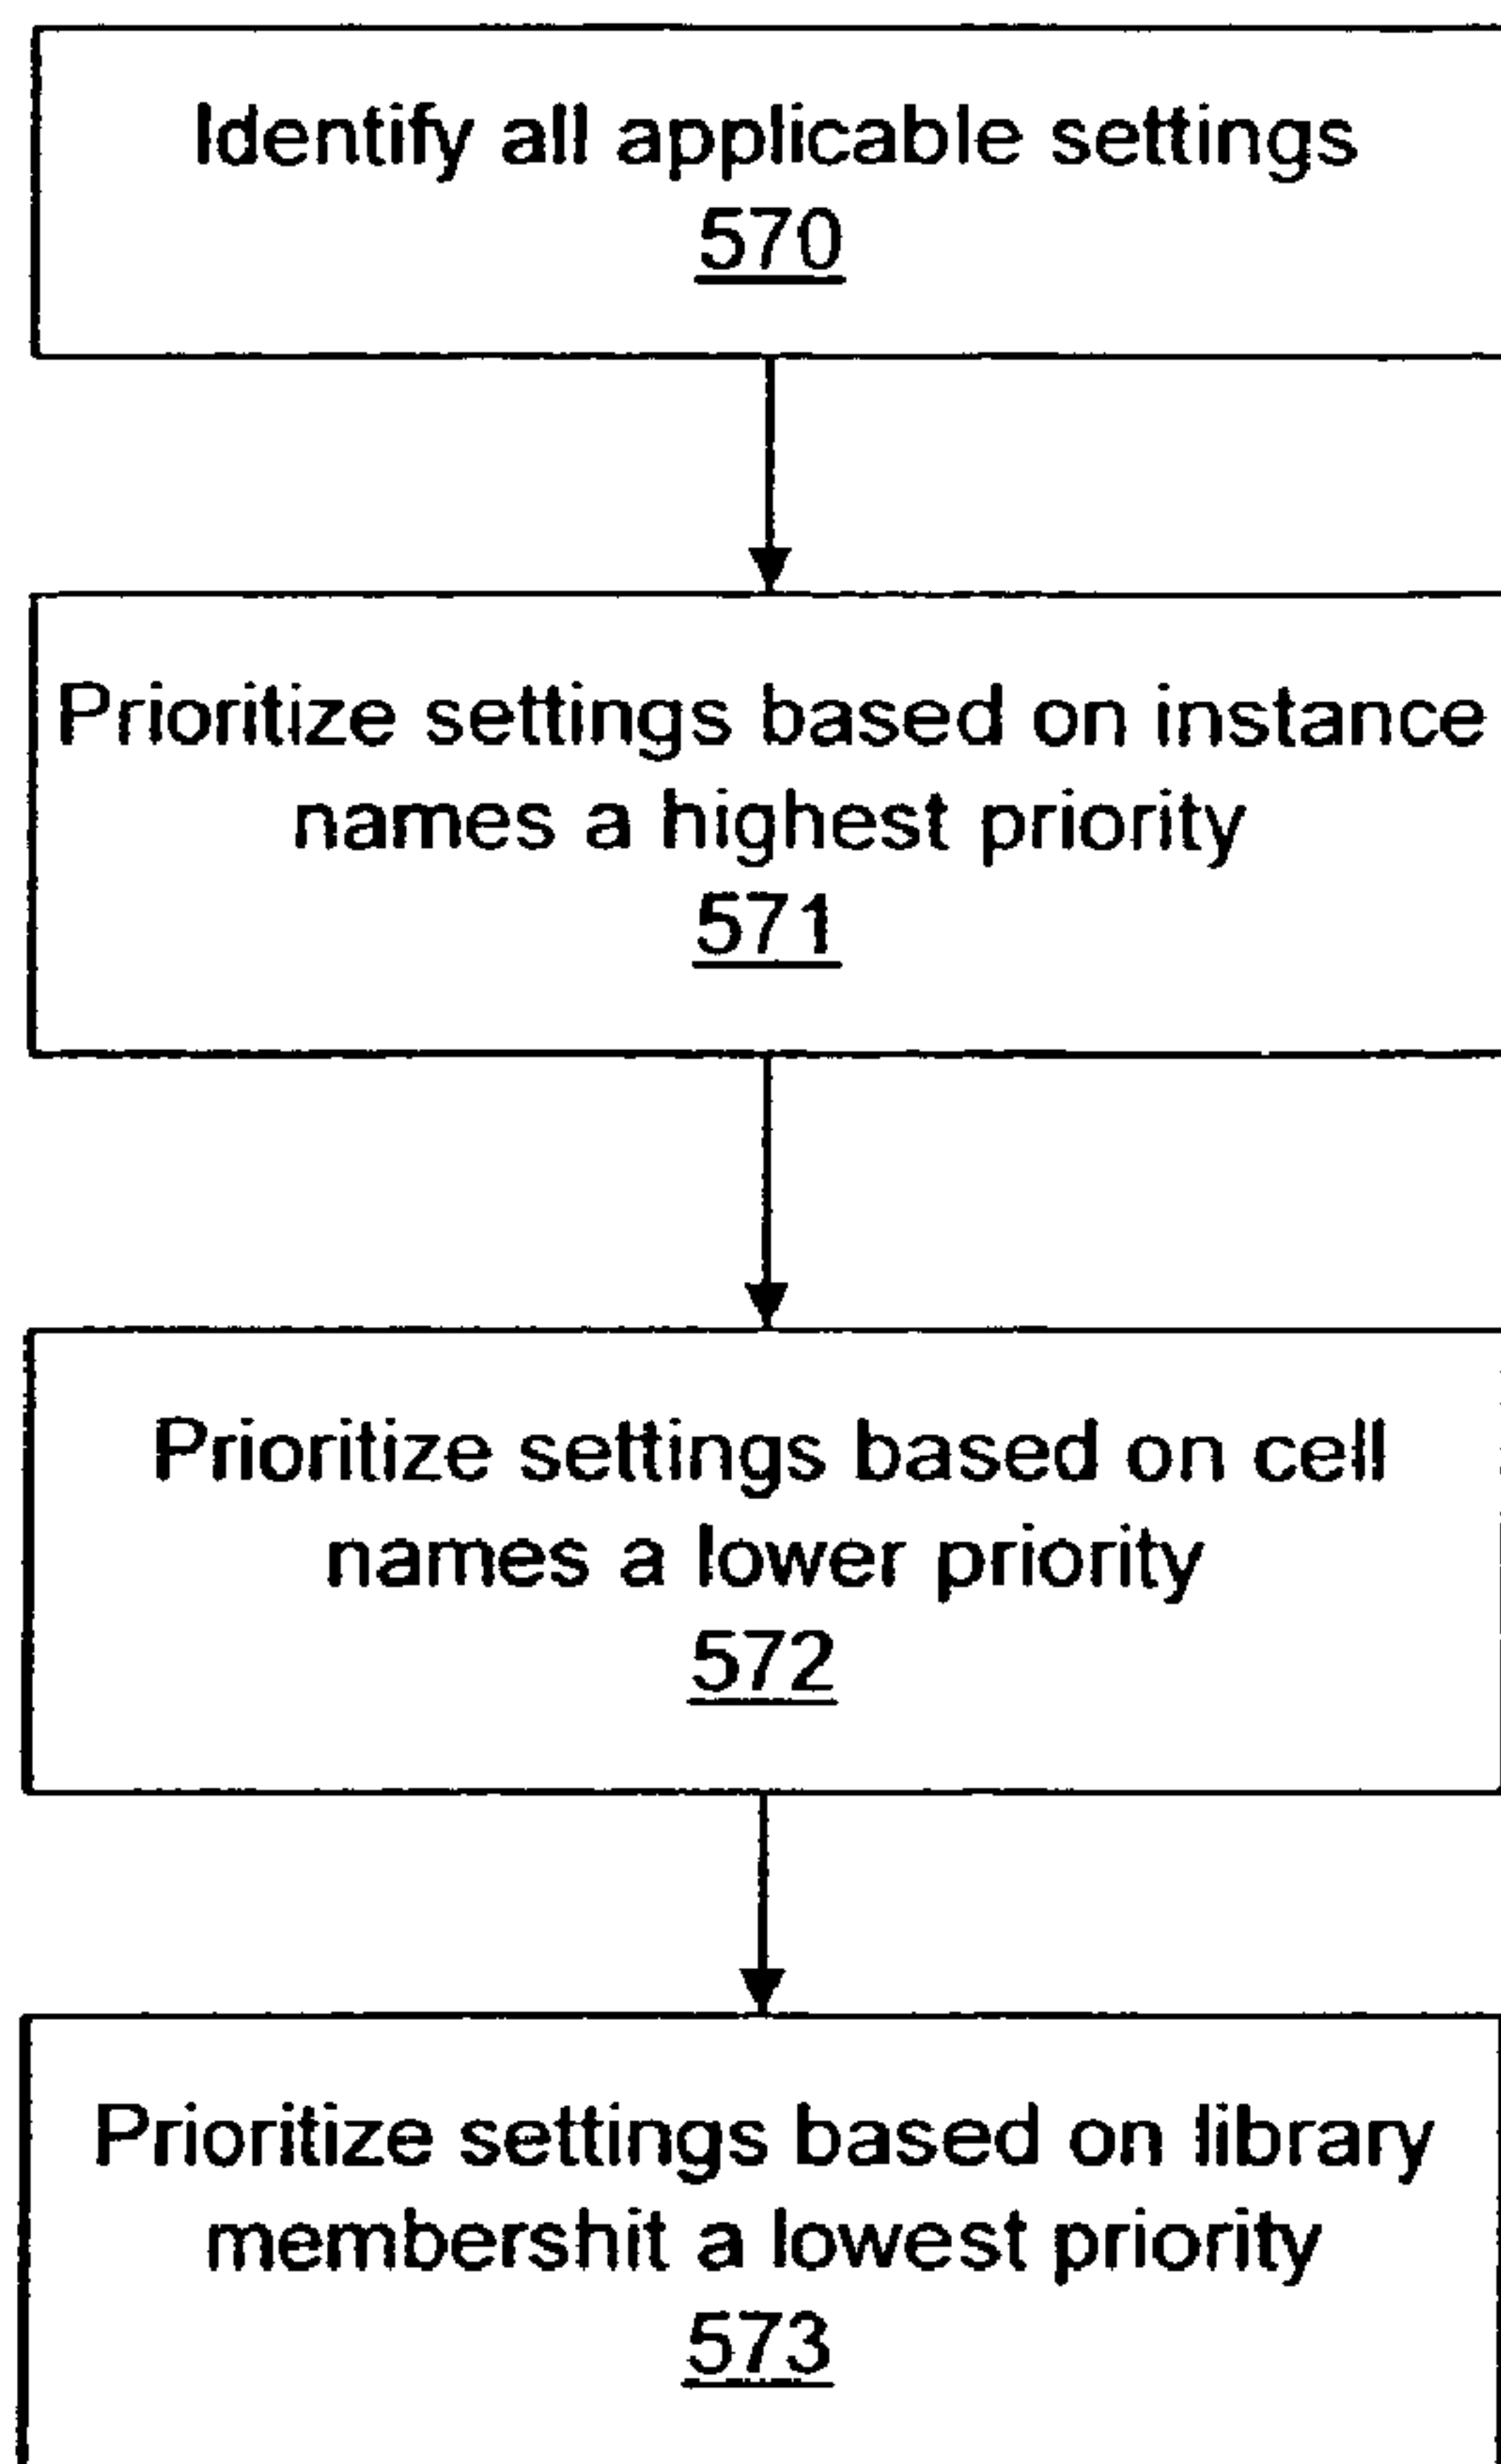 Identify all applicable settings
570
Prioritize settings based on instance
names a highest priority
571
Prioritize settings based on cell
names a lower priority
572
Prioritize settings based on library
membershit a lowest priority
573